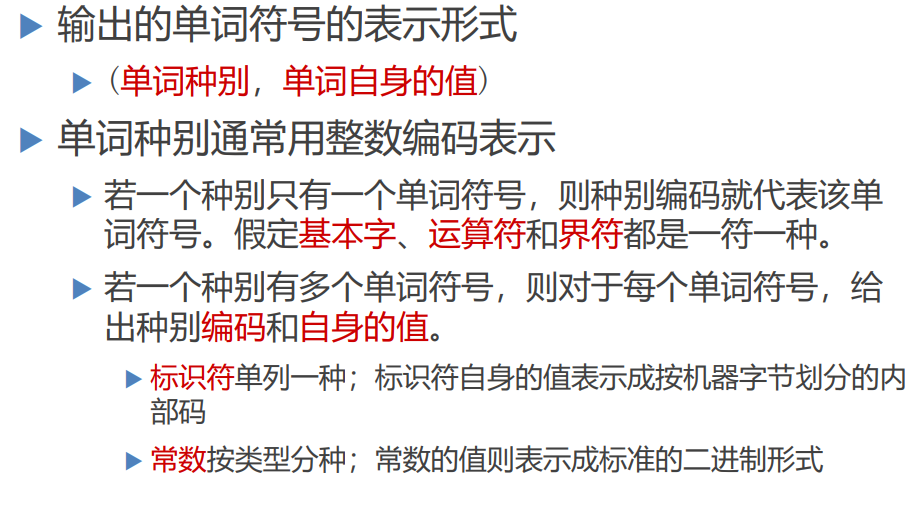 输出的单词符号的表示形式
（单词种别，单词自身的值）
单词种别通常用整数编码表示
若一个种别只有一个单词符号，则种别编码就代表该单
词符号。假定基本字、运算符和界符都是一符一种。
若一个种别有多个单词符号，则对于每个单词符号，给
出种别编码和自身的值。
标识符单列一种；标识符自身的值表示成按机器字节划分的内
部码
常数按类型分种；常数的值则表示成标准的二进制形式